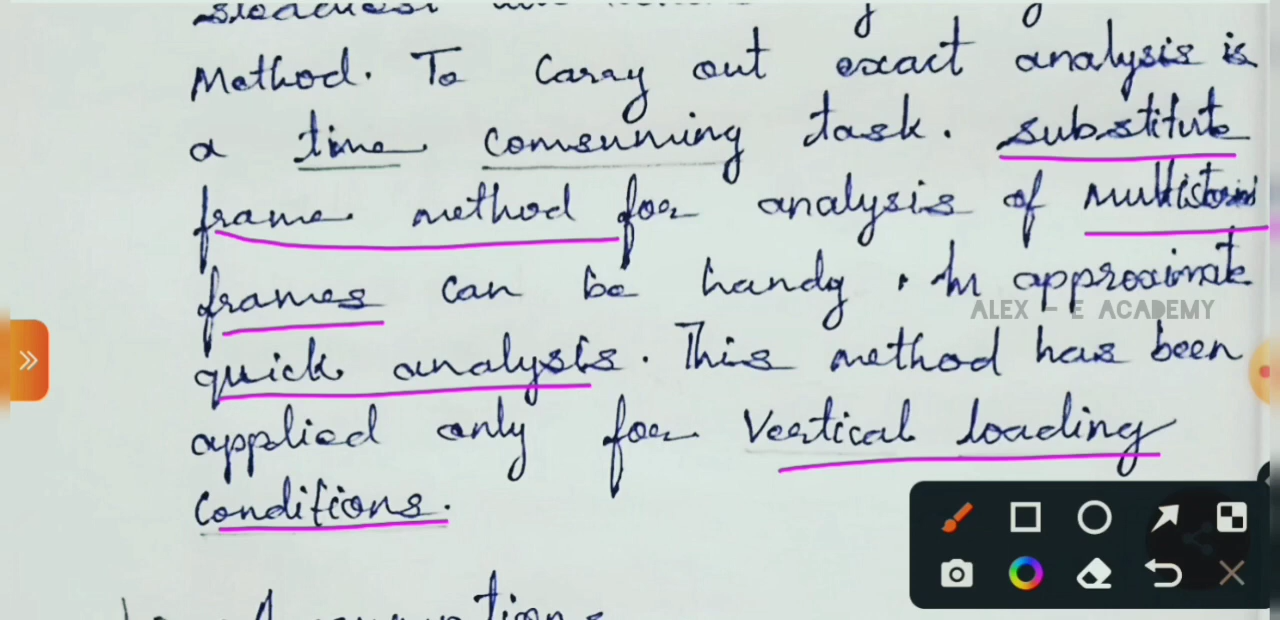 Method. To Carry out exact analysis is
a time consuming task. substitute
frame method for analysis of Multistoried
frames can be handy. In approximate
ALEX - E ACADEMY
quick analysis. This method has been
applied only for Vertical loading
Conditions.